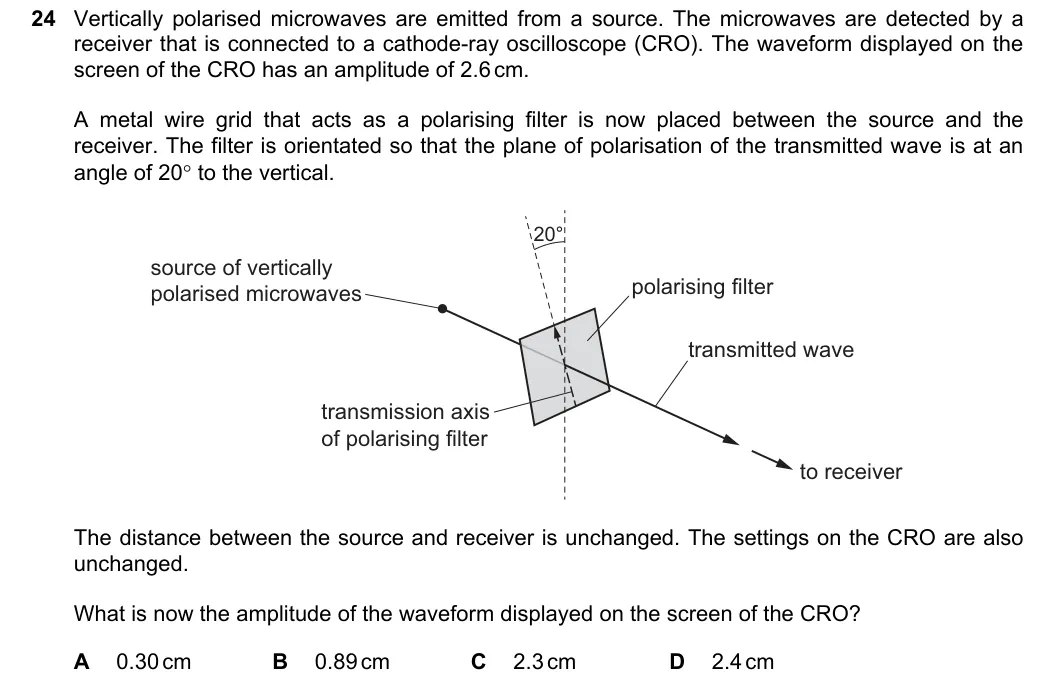 24 Vertically polarised microwaves are emitted from a source. The microwaves are detected by a
receiver that is connected to a cathode-ray oscilloscope (CRO). The waveform displayed on the
screen of the CRO has an amplitude of 2.6 cm.
A metal wire grid that acts as a polarising filter is now placed between the source and the
receiver. The filter is orientated so that the plane of polarisation of the transmitted wave is at an
angle of 20° to the vertical.
20°
source of vertically
polarised microwaves
polarising filter
transmitted wave
transmission axis
of polarising filter
to receiver
The distance between the source and receiver is unchanged. The settings on the CRO are also
unchanged.
What is now the amplitude of the waveform displayed on the screen of the CRO?
A 0.30 cm B 0.89 cm C 2.3 cm D 2.4 cm